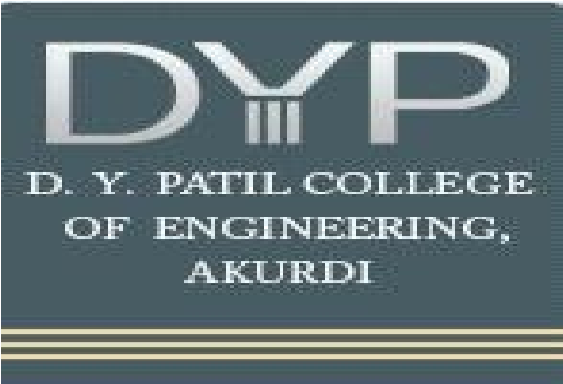 DYP
D. Y. PATIL COLLEGE
OF ENGINEERING,
AKURDI